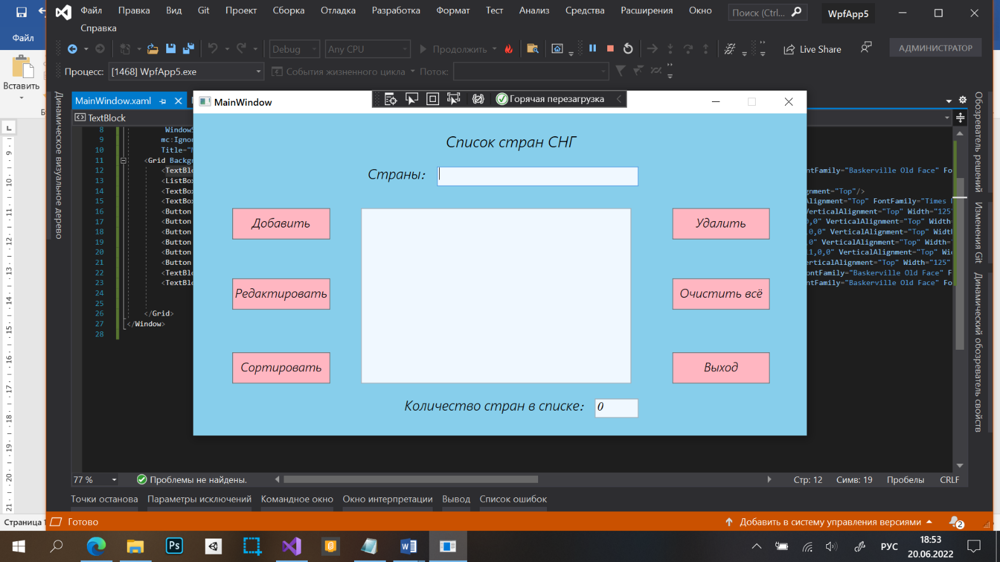 Файл Правка Вид Git Проект Сборка Отладка Разработка Формат Тест Анализ Средства Расширения Окно Поиск (Ctrl... WpfApp5
Справка
Файл
Debug Any CPU Продолжить Live Share АДМИНИСТРАТОР
Вставить
Процесс: [1468] WpfApp5.exe События жизненного цикла Поток:
MainWindow.xaml
MainWindow Горячая перезагрузка
TextBlock
Динамическое визуальное дерево
Обозреватель решений
Изменения Git
Динамический обозреватель свойств
Список стран СНГ
Страны:
Добавить Удалить
Редактировать Очистить всё
Сортировать Выход
Количество стран в списке: 0
8 Window
9 mc:Ignor
10 Title="
11 <Grid Backgr
12 <TextBlo ntFamily="Baskerville Old Face" Fo
13 <ListBox
14 <TextBox nment="Top"/>
15 <TextBox Alignment="Top" FontFamily="Times
16 <Button VerticalAlignment="Top" Width="125"
17 <Button 0,0" VerticalAlignment="Top" Width=
18 <Button ,0,0" VerticalAlignment="Top" Widt
19 <Button 0" VerticalAlignment="Top" Width=
20 <Button 1,0,0" VerticalAlignment="Top" Wi
21 <Button erticalAlignment="Top" Width="125"
22 <TextBlo ontFamily="Baskerville Old Face" F
23 <TextBlo ntFamily="Baskerville Old Face" Fo
24
25
26 </Grid>
27 </Window>
28
77 % Проблемы не найдены. Стр: 12 Симв: 19 Пробелы CRLF
Точки останова Параметры исключений Командное окно Окно интерпретации Вывод Список ошибок
Страница Готово Добавить в систему управления версиями 2
РУС 18:53
20.06.2022